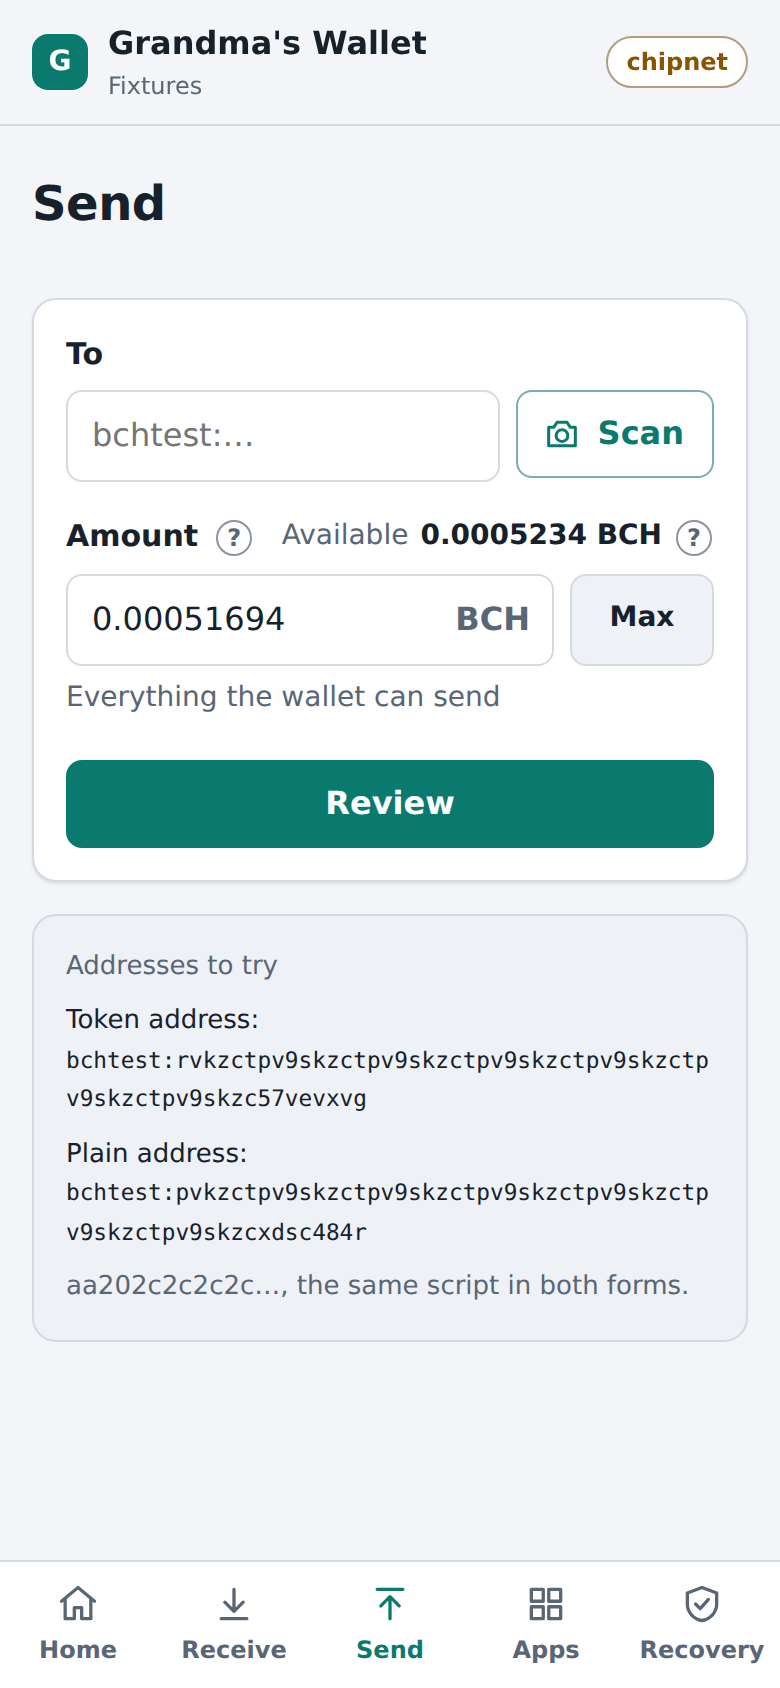 G
Grandma's Wallet
Fixtures
chipnet
Send
To
bchtest:...
Scan
Amount ? Available 0.0005234 BCH ?
0.00051694 BCH
Max
Everything the wallet can send
Review
Addresses to try
Token address:
bchtest:rvkzctpv9skzctpv9skzctpv9skzctpv9skzctp
v9skzctpv9skzc57vevxvg
Plain address:
bchtest:pvkzctpv9skzctpv9skzctpv9skzctpv9skzctp
v9skzctpv9skzcxdsc484r
aa202c2c2c2c..., the same script in both forms.
Home
Receive
Send
Apps
Recovery